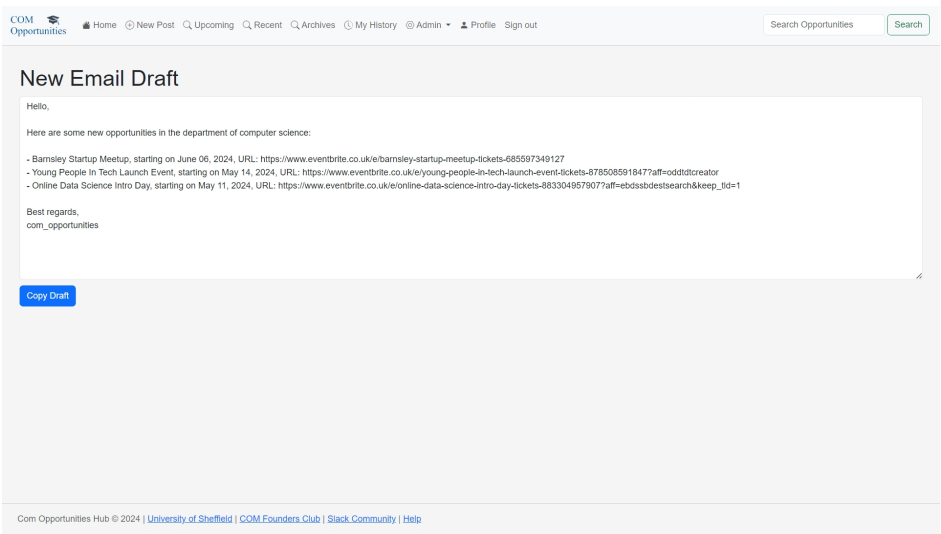 COM
Opportunities
Home New Post Upcoming Recent Archives My History Admin Profile Sign out
Search Opportunities
Search
New Email Draft
Hello,
Here are some new opportunities in the department of computer science:
- Barnsley Startup Meetup, starting on June 06, 2024, URL: https://www.eventbrite.co.uk/e/barnsley-startup-meetup-tickets-685597349127
- Young People In Tech Launch Event, starting on May 14, 2024, URL: https://www.eventbrite.co.uk/e/young-people-in-tech-launch-event-tickets-878508591847?aff=oddtdtcreator
- Online Data Science Intro Day, starting on May 11, 2024, URL: https://www.eventbrite.co.uk/e/online-data-science-intro-day-tickets-883304957907?aff=ebdssbdestsearch&keep_tld=1
Best regards,
com_opportunities
Copy Draft
Com Opportunities Hub © 2024 | University of Sheffield | COM Founders Club | Slack Community | Help